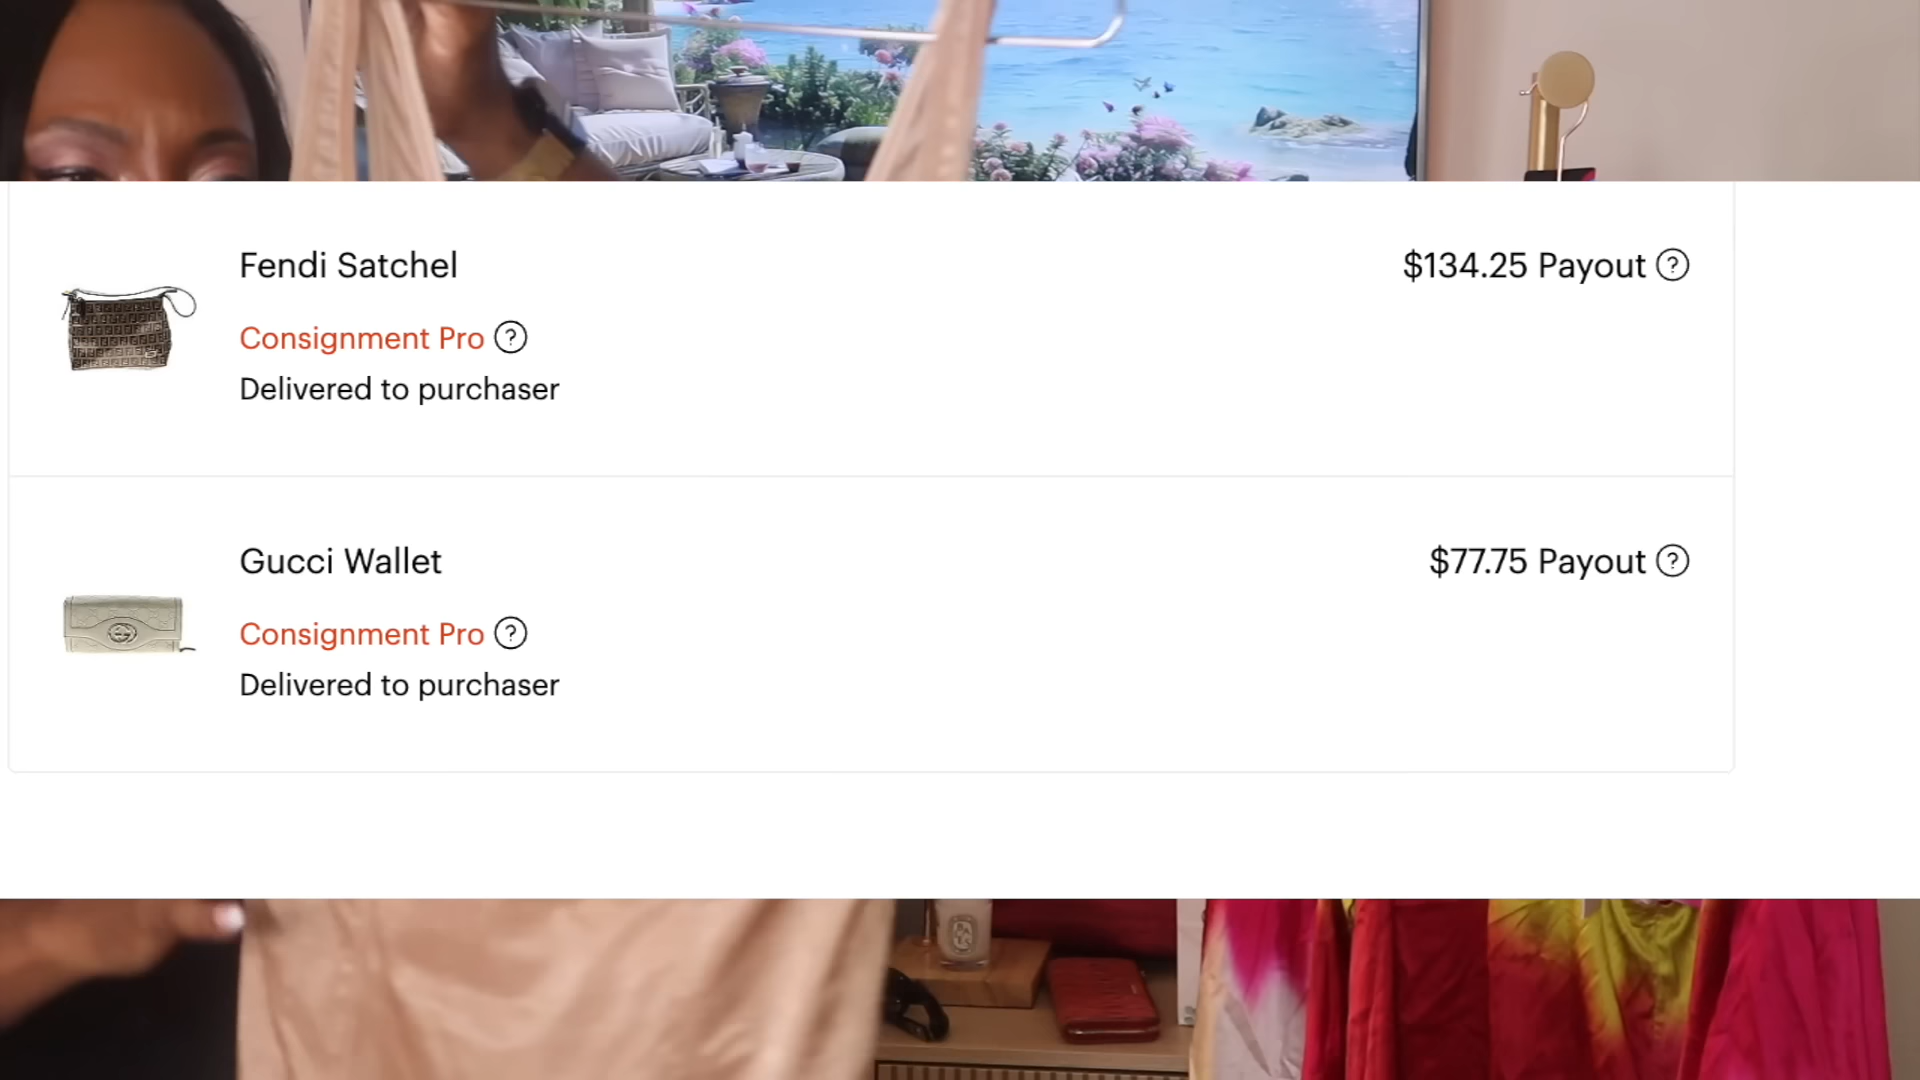 Fendi Satchel
$134.25 Payout ?
Consignment Pro ?
Delivered to purchaser
Gucci Wallet
$77.75 Payout ?
Consignment Pro ?
Delivered to purchaser